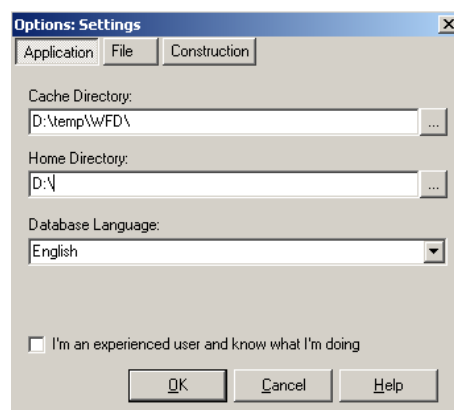 Options: Settings
Application File Construction
Cache Directory:
D:\temp\WFD\
...
Home Directory:
D:\
...
Database Language:
English
I'm an experienced user and know what I'm doing
OK Cancel Help